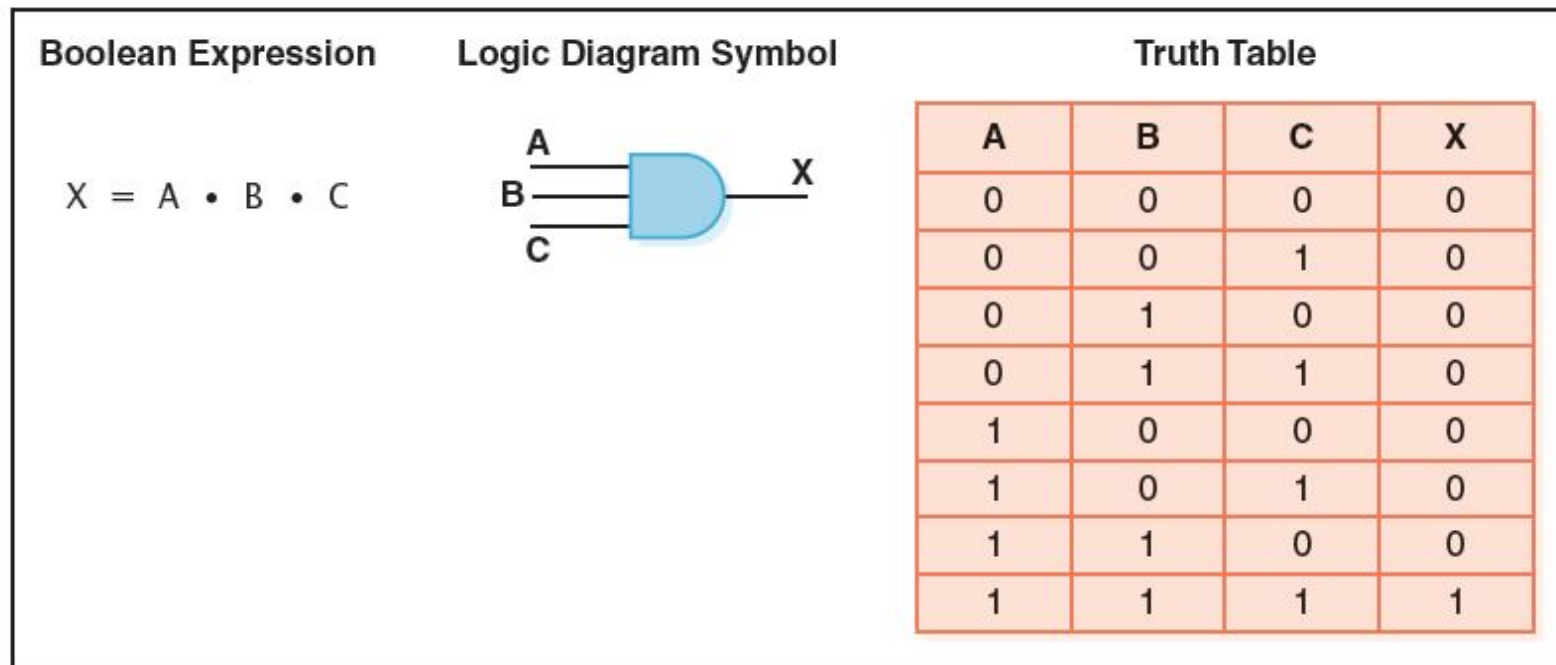 Boolean Expression
Logic Diagram Symbol
Truth Table
X = A • B • C
A
B
C
X
A B C X
0 0 0 0
0 0 1 0
0 1 0 0
0 1 1 0
1 0 0 0
1 0 1 0
1 1 0 0
1 1 1 1